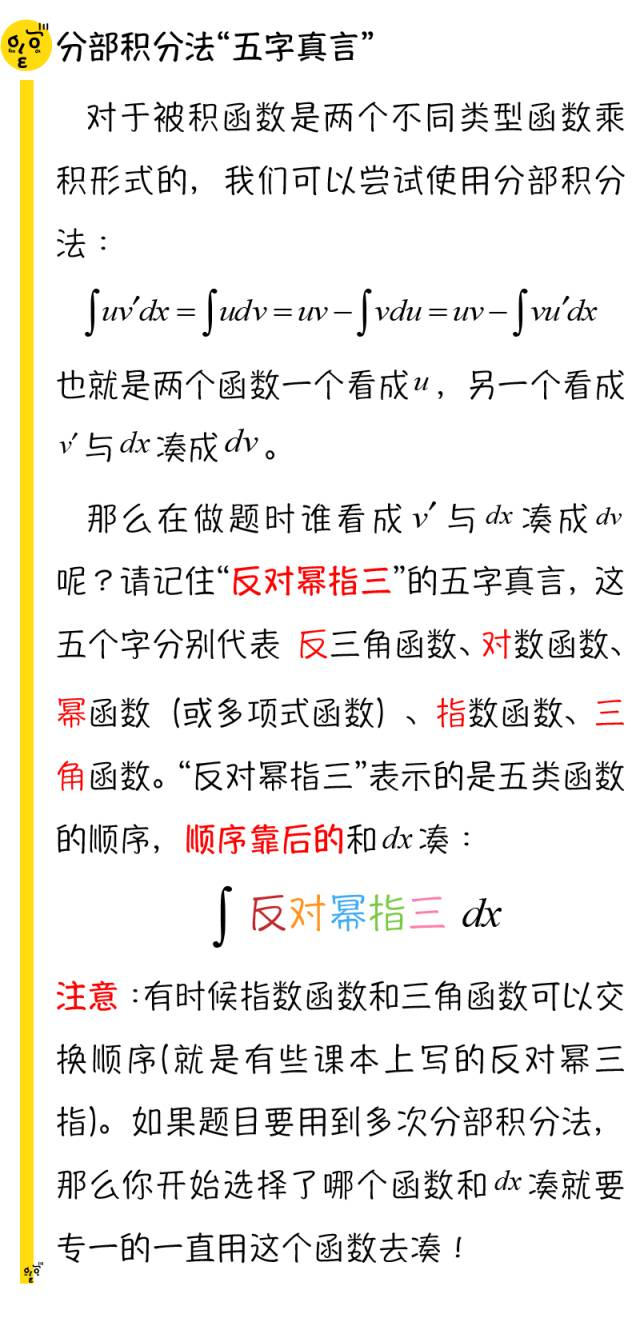 分部积分法“五字真言”
对于被积函数是两个不同类型函数乘
积形式的，我们可以尝试使用分部积分
法：
∫uv′dx = ∫udv = uv − ∫vdu = uv − ∫vu′dx
也就是两个函数一个看成u，另一个看成
v′与dx凑成dv。
那么在做题时谁看成v′与dx凑成dv
呢？请记住“反对幂指三”的五字真言，这
五个字分别代表 反三角函数、对数函数、
幂函数（或多项式函数）、指数函数、三
角函数。“反对幂指三”表示的是五类函数
的顺序，顺序靠后的和dx凑：
∫ 反对幂指三 dx
注意：有时候指数函数和三角函数可以交
换顺序(就是有些课本上写的反对幂三
指)。如果题目要用到多次分部积分法，
那么你开始选择了哪个函数和dx凑就要
专一的一直用这个函数去凑！